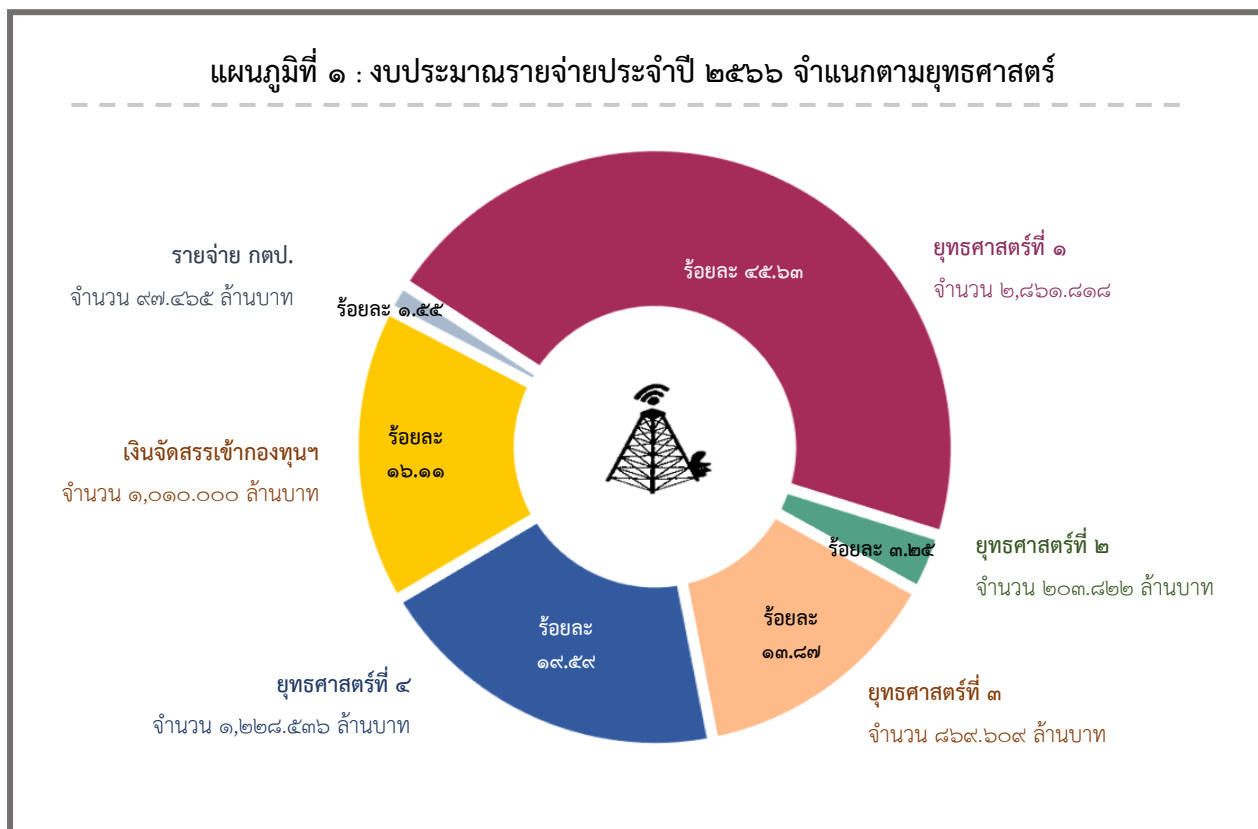 แผนภูมิที่ ๑ : งบประมาณรายจ่ายประจำปี ๒๕๖๖ จำแนกตามยุทธศาสตร์
ร้อยละ ๔๕.๖๓
ยุทธศาสตร์ที่ ๑
จำนวน ๒,๘๖๑.๘๑๘
ร้อยละ ๓.๒๕
ยุทธศาสตร์ที่ ๒
จำนวน ๒๐๓.๘๒๒ ล้านบาท
ร้อยละ
๑๓.๘๗
ยุทธศาสตร์ที่ ๓
จำนวน ๘๖๙.๖๐๙ ล้านบาท
ร้อยละ
๑๙.๕๙
ยุทธศาสตร์ที่ ๔
จำนวน ๑,๒๒๘.๕๓๖ ล้านบาท
ร้อยละ
๑๖.๑๑
เงินจัดสรรเข้ากองทุนฯ
จำนวน ๑,๐๑๐.๐๐๐ ล้านบาท
ร้อยละ ๑.๕๕
รายจ่าย กตป.
จำนวน ๙๗.๔๖๕ ล้านบาท